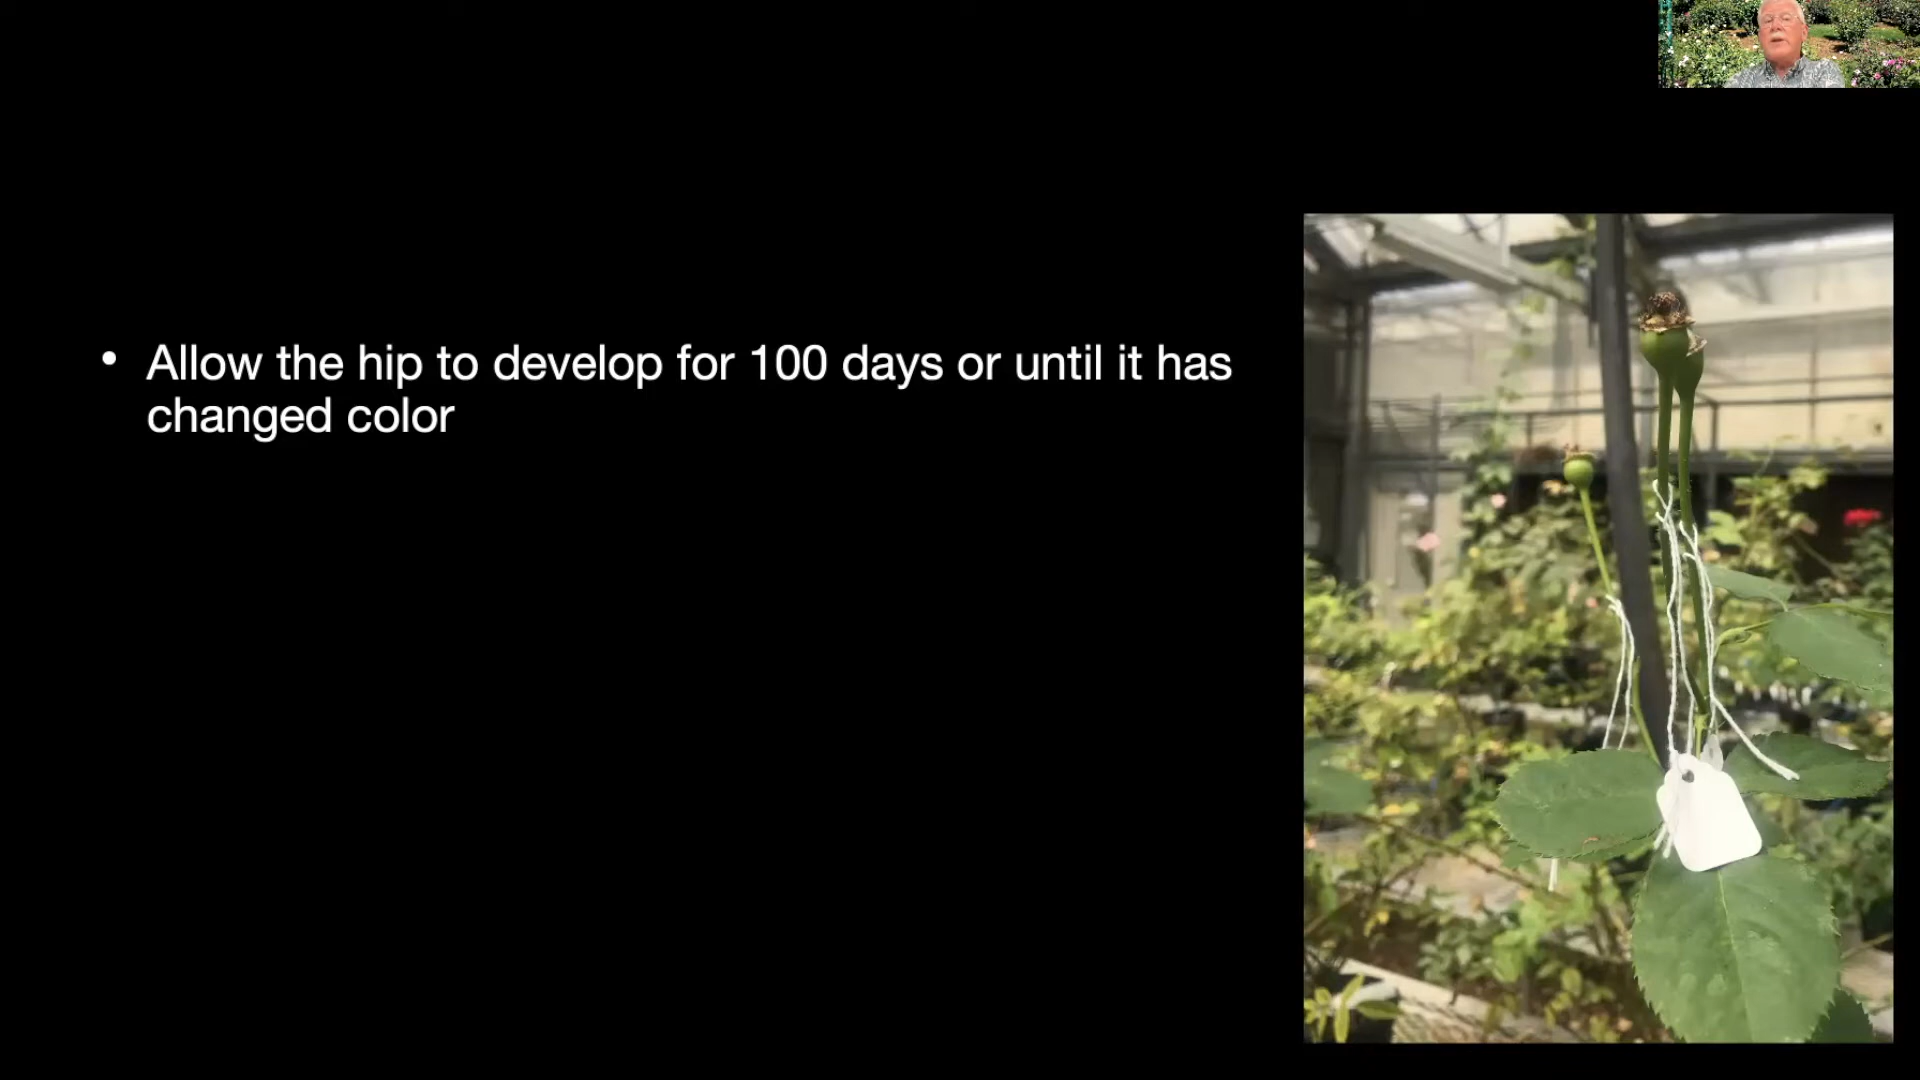 • Allow the hip to develop for 100 days or until it has
changed color